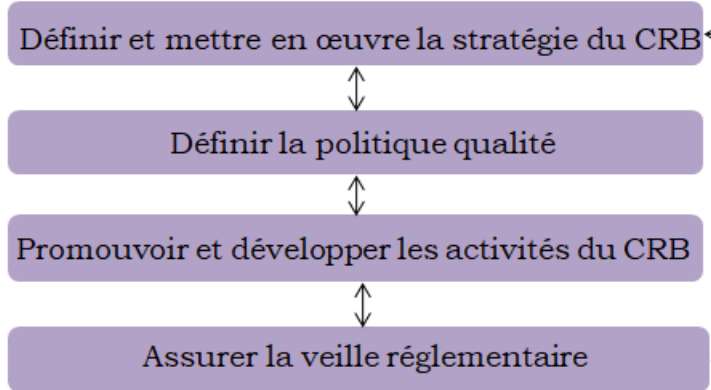 Définir et mettre en œuvre la stratégie du CRB
Définir la politique qualité
Promouvoir et développer les activités du CRB
Assurer la veille réglementaire